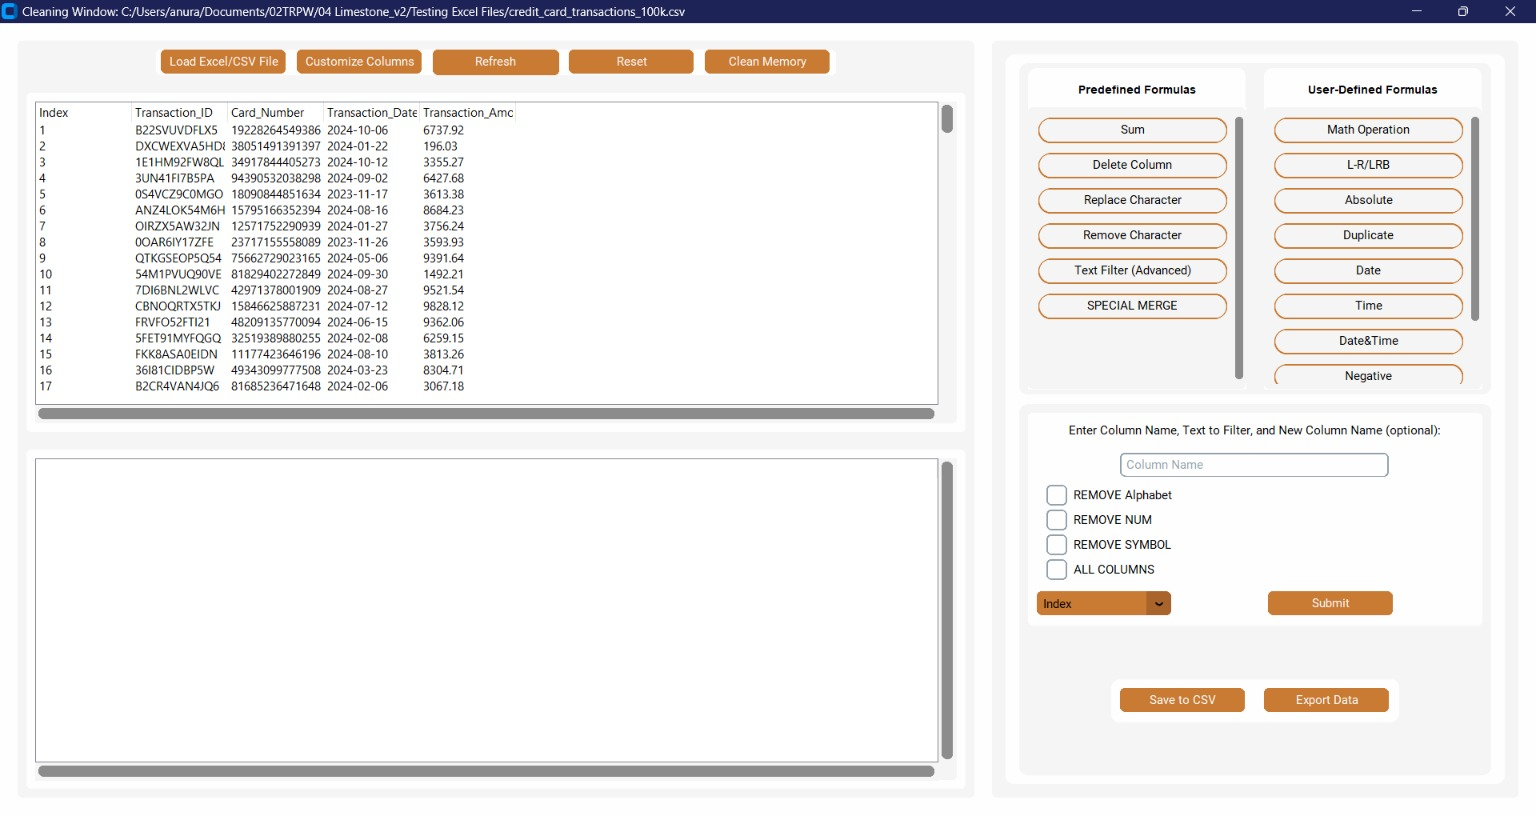 Cleaning Window: C:/Users/anura/Documents/02TRPW/04 Limestone_v2/Testing Excel Files/credit_card_transactions_100k.csv
Load Excel/CSV File Customize Columns Refresh Reset Clean Memory
Index Transaction_ID Card_Number Transaction_Date Transaction_Amc
1 B22SVUVDFLX5 19228264549386 2024-10-06 6737.92
2 DXCWEXVA5HD8 38051491391397 2024-01-22 196.03
3 1E1HM92FW8QL 34917844405273 2024-10-12 3355.27
4 3UN41FI7B5PA 94390532038298 2024-09-02 6427.68
5 0S4VCZ9C0MGO 18090844851634 2023-11-17 3613.38
6 ANZ4LOK54M6H 15795166352394 2024-08-16 8684.23
7 OIRZX5AW32JN 12571752290939 2024-01-27 3756.24
8 0OAR6IY17ZFE 23717155558089 2023-11-26 3593.93
9 QTKGSEOP5Q54 75662729023165 2024-05-06 9391.64
10 54M1PVUQ90VE 81829402272849 2024-09-30 1492.21
11 7DI6BNL2WLVC 42971378001909 2024-08-27 9521.54
12 CBNOQRTX5TKJ 15846625887231 2024-07-12 9828.12
13 FRVFO52FTI21 48209135770094 2024-06-15 9362.06
14 5FET91MYFQGQ 32519389880255 2024-02-08 6259.15
15 FKK8ASA0EIDN 11177423646196 2024-08-10 3813.26
16 36I81CIDBP5W 49343099777508 2024-03-23 8304.71
17 B2CR4VAN4JQ6 81685236471648 2024-02-06 3067.18
Predefined Formulas
Sum
Delete Column
Replace Character
Remove Character
Text Filter (Advanced)
SPECIAL MERGE
User-Defined Formulas
Math Operation
L-R/LRB
Absolute
Duplicate
Date
Time
Date&Time
Negative
Enter Column Name, Text to Filter, and New Column Name (optional):
Column Name
REMOVE Alphabet
REMOVE NUM
REMOVE SYMBOL
ALL COLUMNS
Index Submit
Save to CSV Export Data